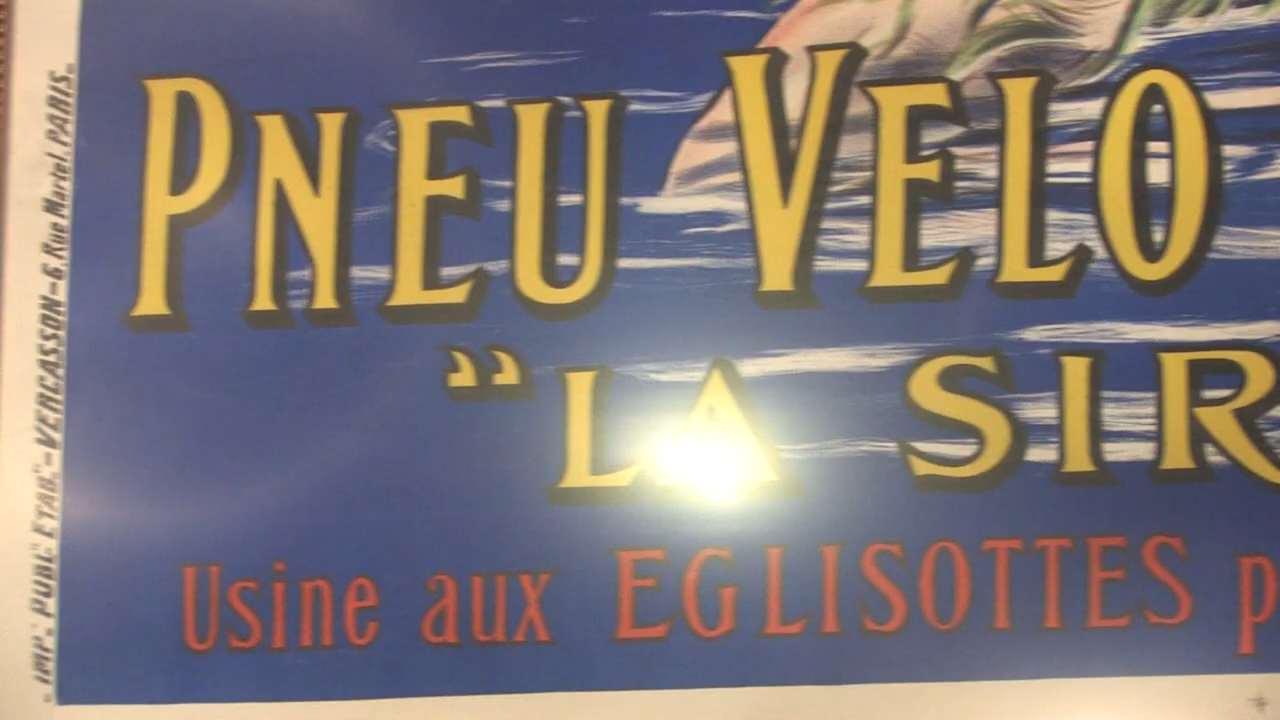 PNEU VELO
“LA SIR
Usine aux EGLISOTTES p
IMP. PUBL. ETAB. - VERCASSON - 6 Rue Martel. PARIS.